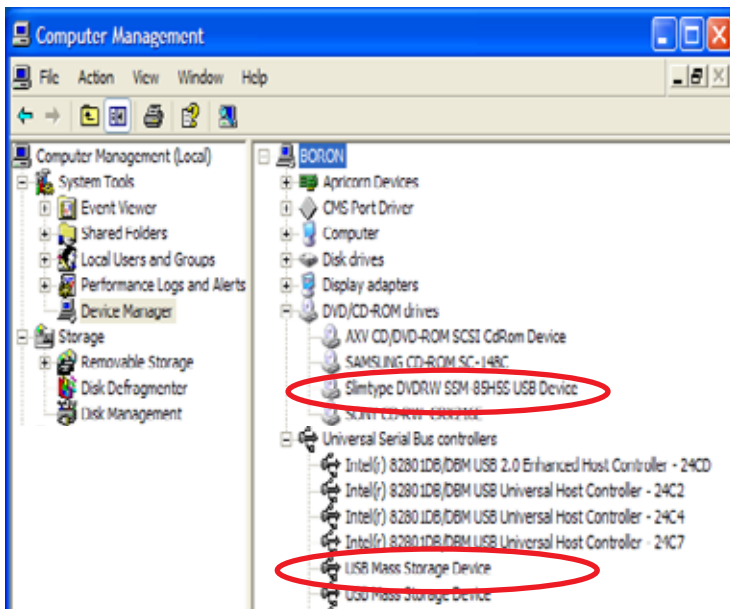 Computer Management
File Action View Window Help
Computer Management (Local)
System Tools
Event Viewer
Shared Folders
Local Users and Groups
Performance Logs and Alerts
Device Manager
Storage
Removable Storage
Disk Defragmenter
Disk Management
BORON
Apricorn Devices
CMS Port Driver
Computer
Disk drives
Display adapters
DVD/CD-ROM drives
AXV CD/DVD-ROM SCSI CdRom Device
SAMSUNG CD-ROM SC-148C
Slimtype DVDRW SSM-85H5S USB Device
SONY CD-RW
Universal Serial Bus controllers
Intel(r) 82801DB/DBM USB 2.0 Enhanced Host Controller - 24CD
Intel(r) 82801DB/DBM USB Universal Host Controller - 24C2
Intel(r) 82801DB/DBM USB Universal Host Controller - 24C4
Intel(r) 82801DB/DBM USB Universal Host Controller - 24C7
USB Mass Storage Device
USB Mass Storage Device